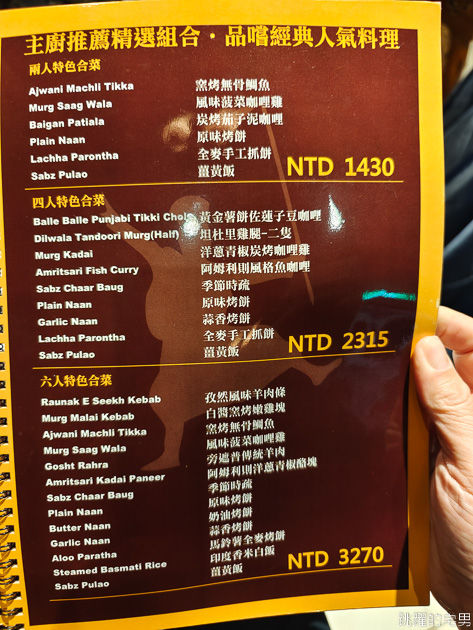 主廚推薦精選組合・品嚐經典人氣料理
兩人特色合菜
Ajwani Machli Tikka 窯烤無骨鯛魚
Murg Saag Wala 風味菠菜咖哩雞
Baigan Patiala 炭烤茄子泥咖哩
Plain Naan 原味烤餅
Lachha Parontha 全麥手工抓餅
Sabz Pulao 薑黃飯
NTD 1430
四人特色合菜
Balle Balle Punjabi Tikki Chole 黃金薯餅佐蓮子豆咖哩
Dilwala Tandoori Murg(Half) 坦杜里雞腿-二隻
Murg Kadai 洋蔥青椒炭烤咖哩雞
Amritsari Fish Curry 阿姆利則風格魚咖哩
Sabz Chaar Baug 季節時疏
Plain Naan 原味烤餅
Garlic Naan 蒜香烤餅
Lachha Parontha 全麥手工抓餅
Sabz Pulao 薑黃飯
NTD 2315
六人特色合菜
Raunak E Seekh Kebab 孜然風味羊肉條
Murg Malai Kebab 白醬窯烤嫩雞塊
Ajwani Machli Tikka 窯烤無骨鯛魚
Murg Saag Wala 風味菠菜咖哩雞
Gosht Rahra 旁遮普傳統羊肉
Amritsari Kadai Paneer 阿姆利則洋蔥青椒酪塊
Sabz Chaar Baug 季節時疏
Plain Naan 原味烤餅
Butter Naan 奶油烤餅
Garlic Naan 蒜香烤餅
Aloo Paratha 馬鈴薯全麥烤餅
Steamed Basmati Rice 印度香米白飯
Sabz Pulao 薑黃飯
NTD 3270
跳躍的宅男